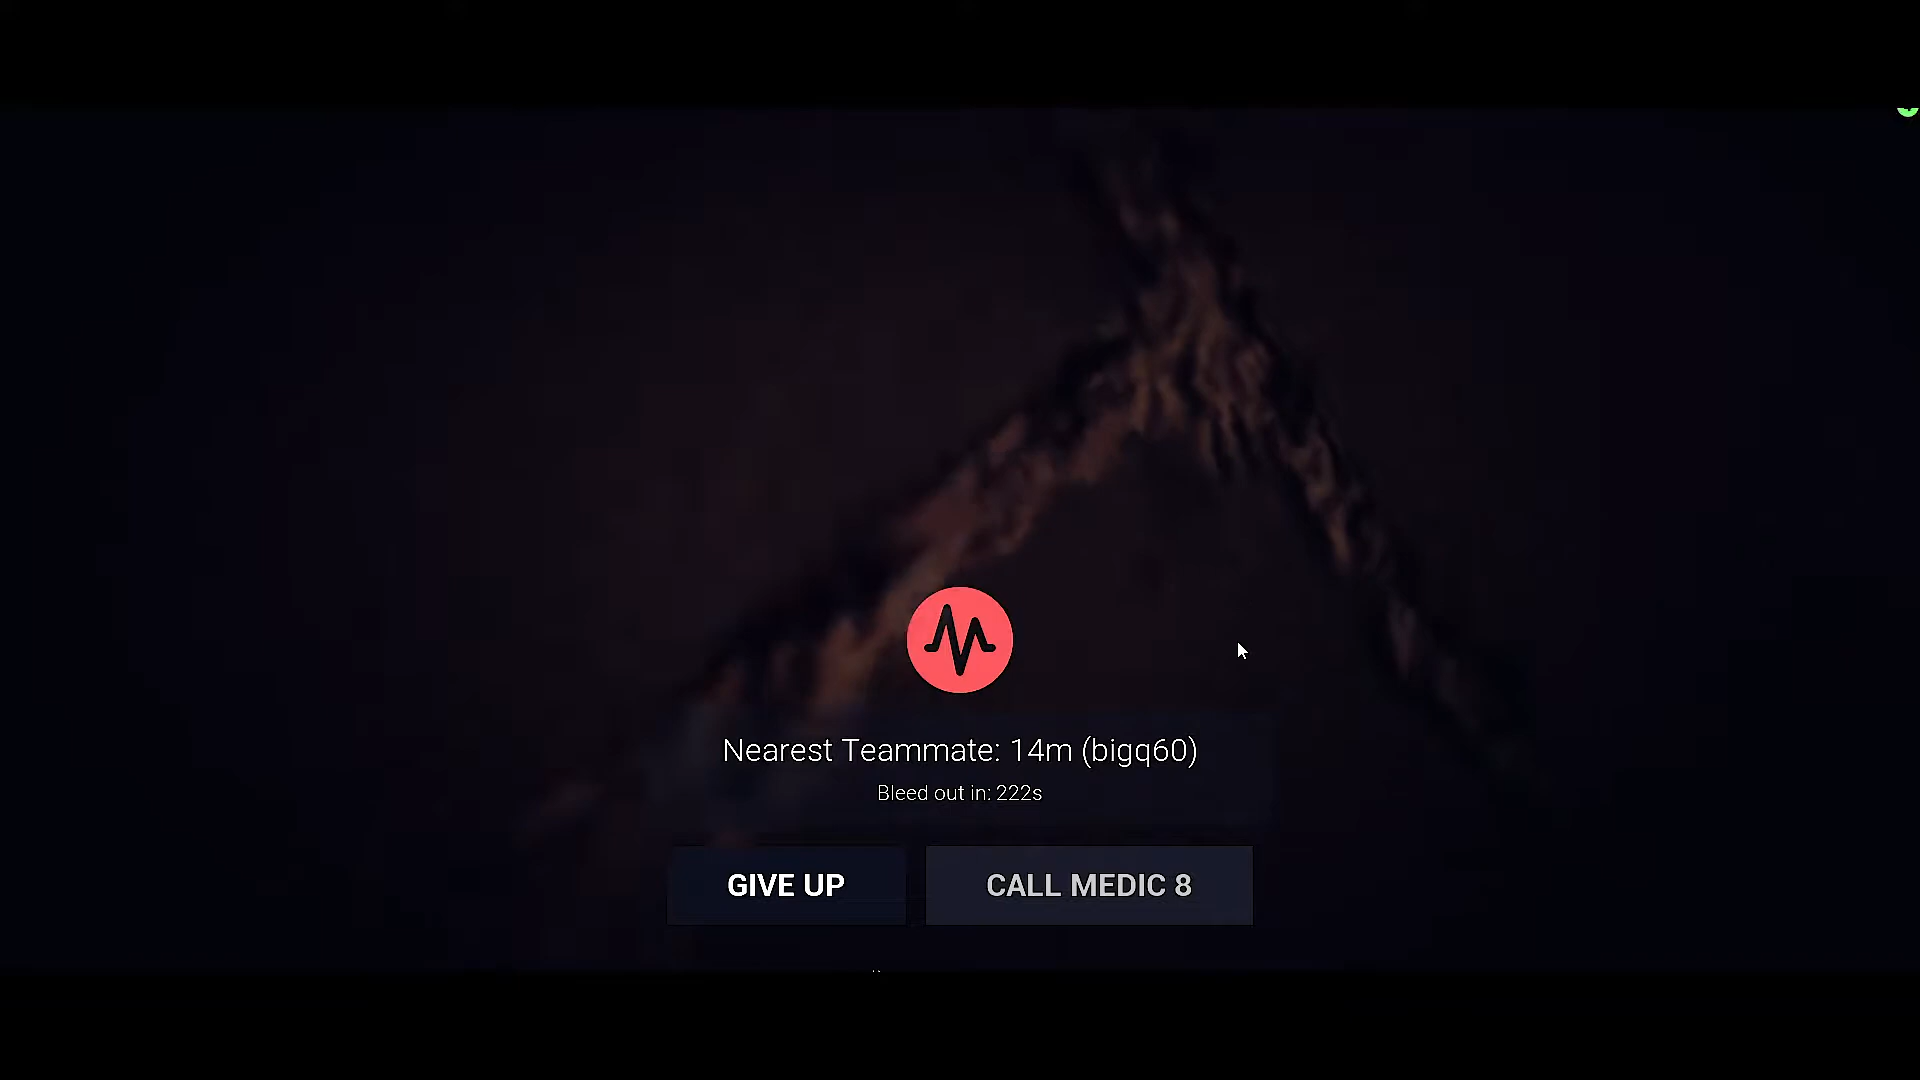 Nearest Teammate: 14m (bigq60)
Bleed out in: 222s
GIVE UP
CALL MEDIC 8